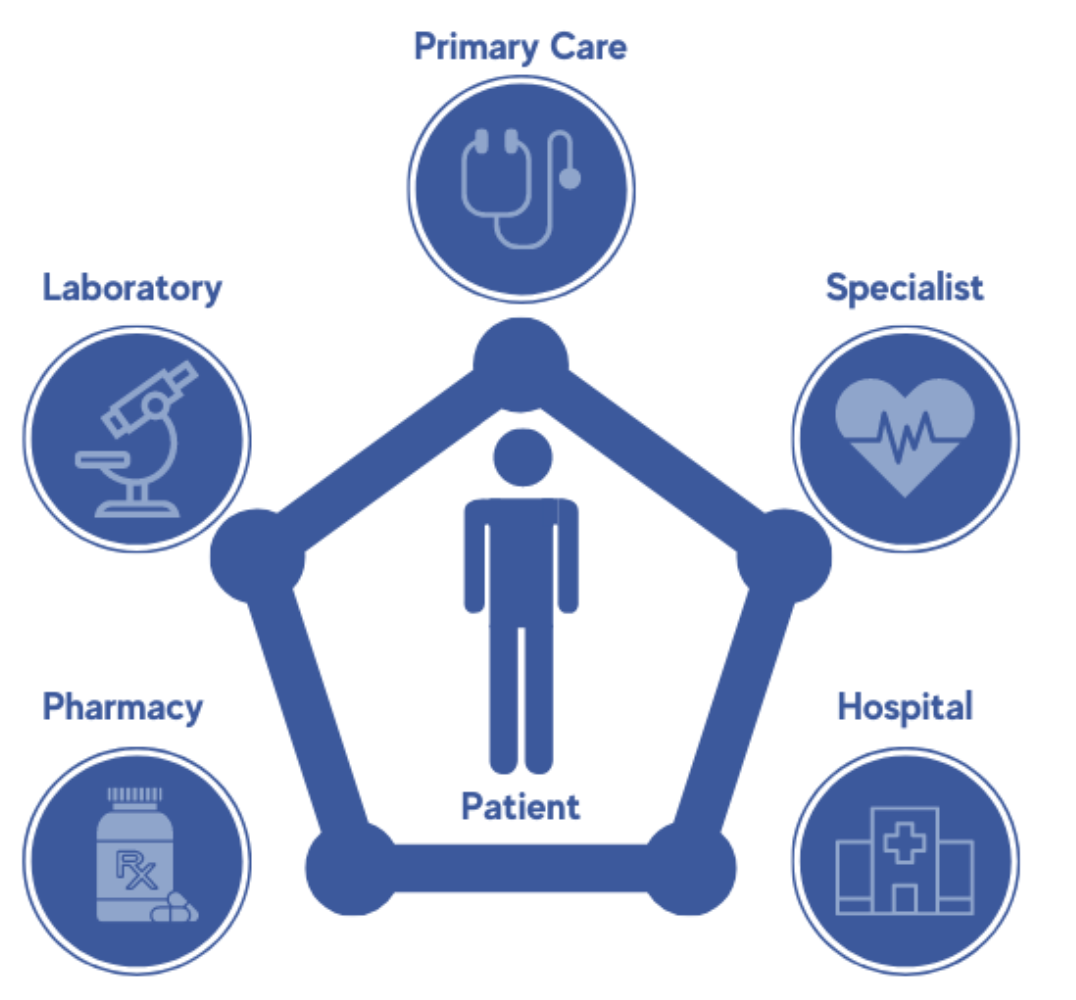 Primary Care
Laboratory
Specialist
Pharmacy
Rx
Hospital
Patient